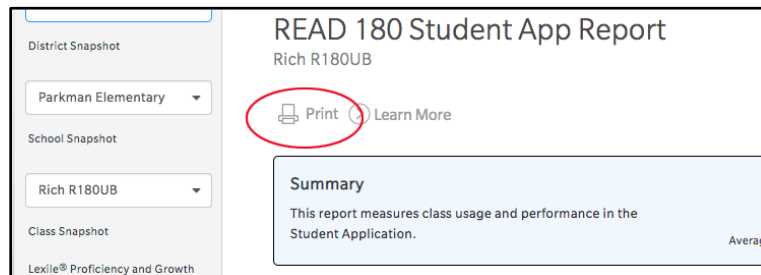 District Snapshot
Parkman Elementary
School Snapshot
Rich R180UB
Class Snapshot
Lexile® Proficiency and Growth
READ 180 Student App Report
Rich R180UB
Print
Learn More
Summary
This report measures class usage and performance in the
Student Application.